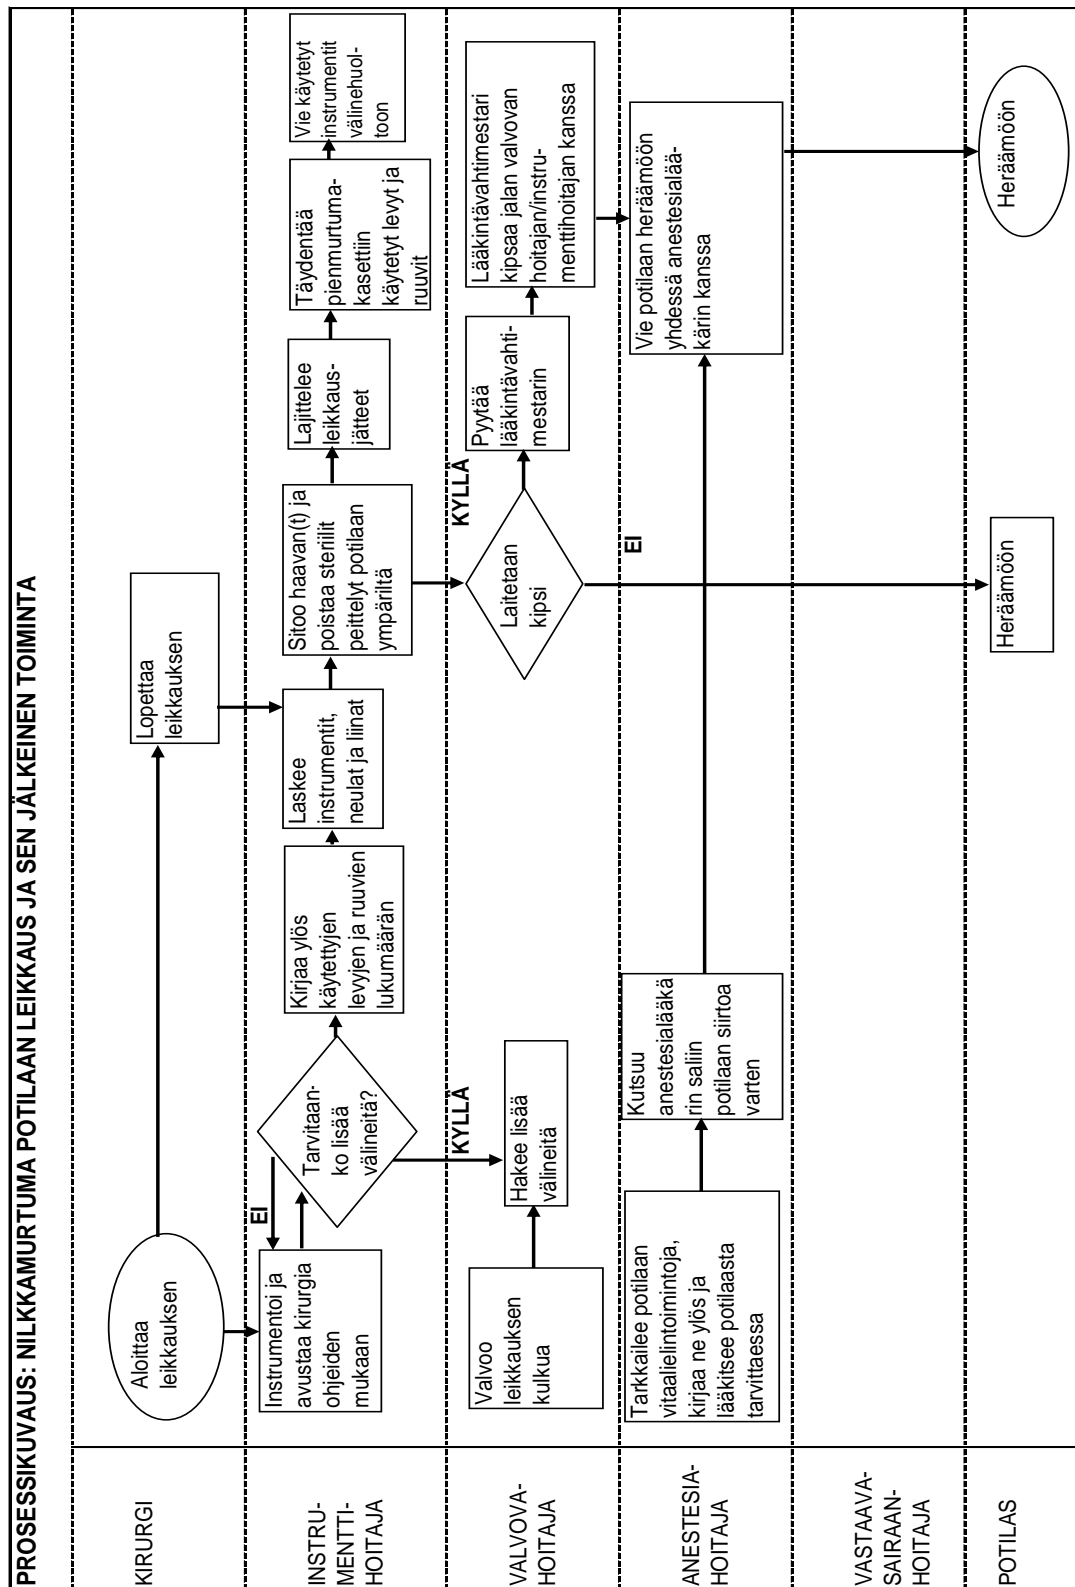 PROSESSIKUVAUS: NILKKAMURTUMA POTILAAN LEIKKAUS JA SEN JÄLKEINEN TOIMINTA
KIRURGI
Aloittaa
leikkauksen
Lopettaa
leikkauksen
INSTRU-
MENTTI-
HOITAJA
Instrumentoi ja
avustaa kirurgia
ohjeiden
mukaan
EI
Tarvitaan-
ko lisää
välineitä?
KYLLÄ
Kirjaa ylös
käytettyjen
levyjen ja ruuvien
lukumäärän
Laskee
instrumentit,
neulat ja liinat
Sitoo haavan(t) ja
poistaa steriilit
peittelyt potilaan
ympäriltä
Lajittelee
leikkaus-
jätteet
Täydentää
pienmurtuma-
kasettiin
käytetyt levyt ja
ruuvit
Vie käytetyt
instrumentit
välinehuol-
toon
VALVOVA-
HOITAJA
Valvoo
leikkauksen
kulkua
Hakee lisää
välineitä
Laitetaan
kipsi
KYLLÄ
Pyytää
lääkintävahti-
mestarin
Lääkintävahtimestari
kipsaa jalan valvovan
hoitajan/instru-
menttihoitajan kanssa
EI
ANESTESIA-
HOITAJA
Tarkkailee potilaan
vitaalielintoimintoja,
kirjaa ne ylös ja
lääkitsee potilaasta
tarvittaessa
Kutsuu
anestesialääkä
rin saliin
potilaan siirtoa
varten
Vie potilaan heräämöön
yhdessä anestesialää-
kärin kanssa
VASTAAVA-
SAIRAAN-
HOITAJA
POTILAS
Heräämöön
Heräämöön